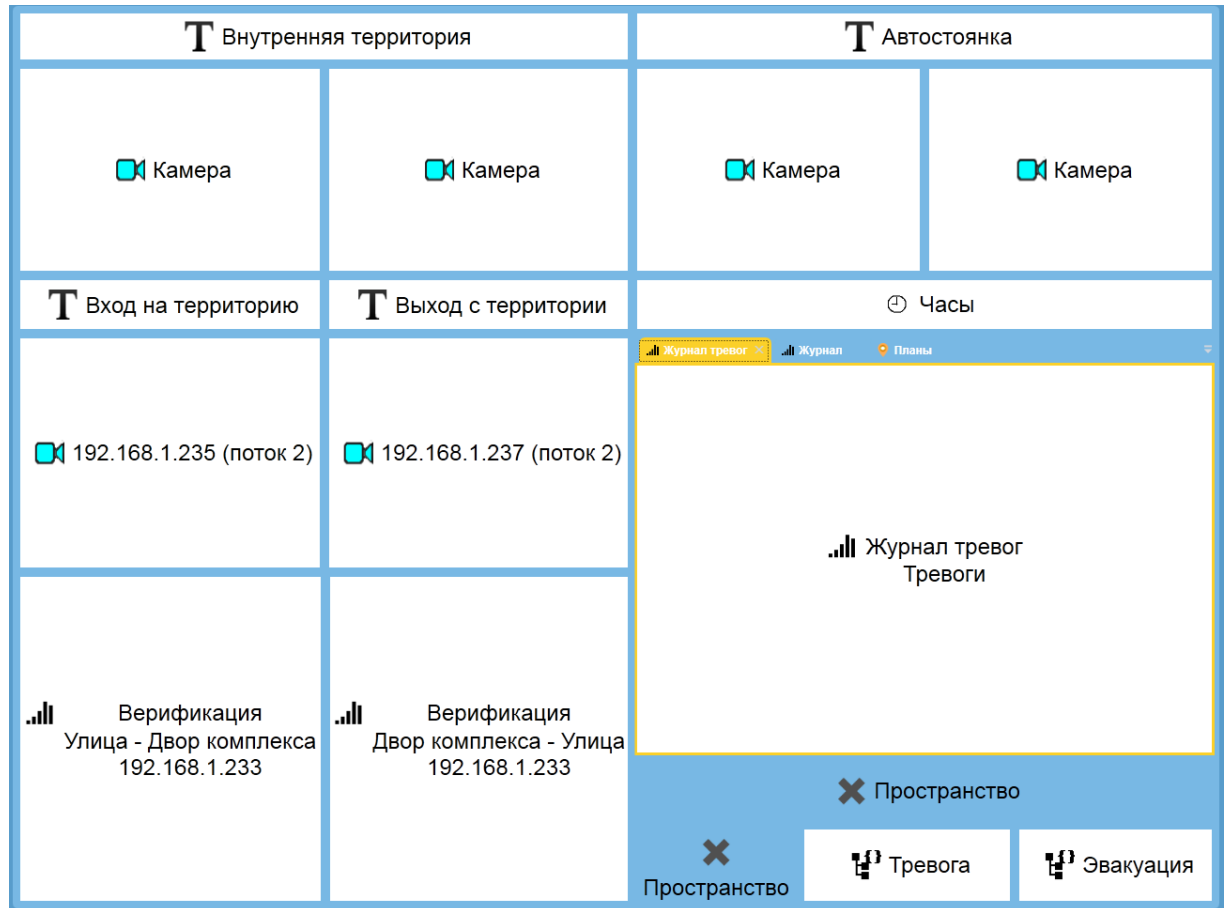 Внутренняя территория
Автостоянка
Камера
Камера
Камера
Камера
Вход на территорию
Выход с территории
Часы
Журнал тревог
Журнал
Планы
192.168.1.235 (поток 2)
192.168.1.237 (поток 2)
Журнал тревог
Тревоги
Верификация
Улица - Двор комплекса
192.168.1.233
Верификация
Двор комплекса - Улица
192.168.1.233
Пространство
Пространство
Тревога
Эвакуация